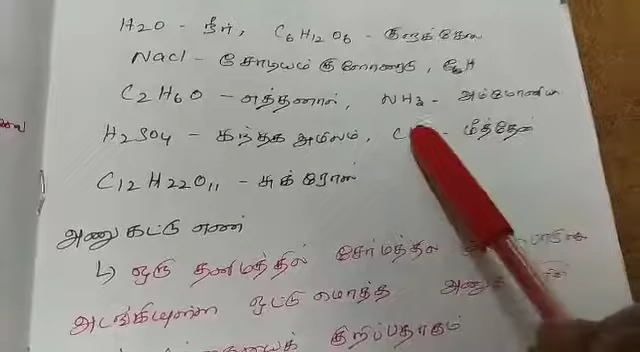 H2O - நீர், C6H12O6 - குளுக்கோஸ்
NaCl - சோடியம் குளோரைடு,
C2H6O - எத்தனால், NH3 - அம்மோனியா
H2SO4 - கந்தக அமிலம், C - மீத்தேன்
C12H22O11 - சுக்ரோஸ்
அணு கட்டு எண்
ஒரு தனிமத்தில் சேர்மத்தில
அடங்கியுள்ள ஒட்டு மொத்த
குறிப்பதாகும்